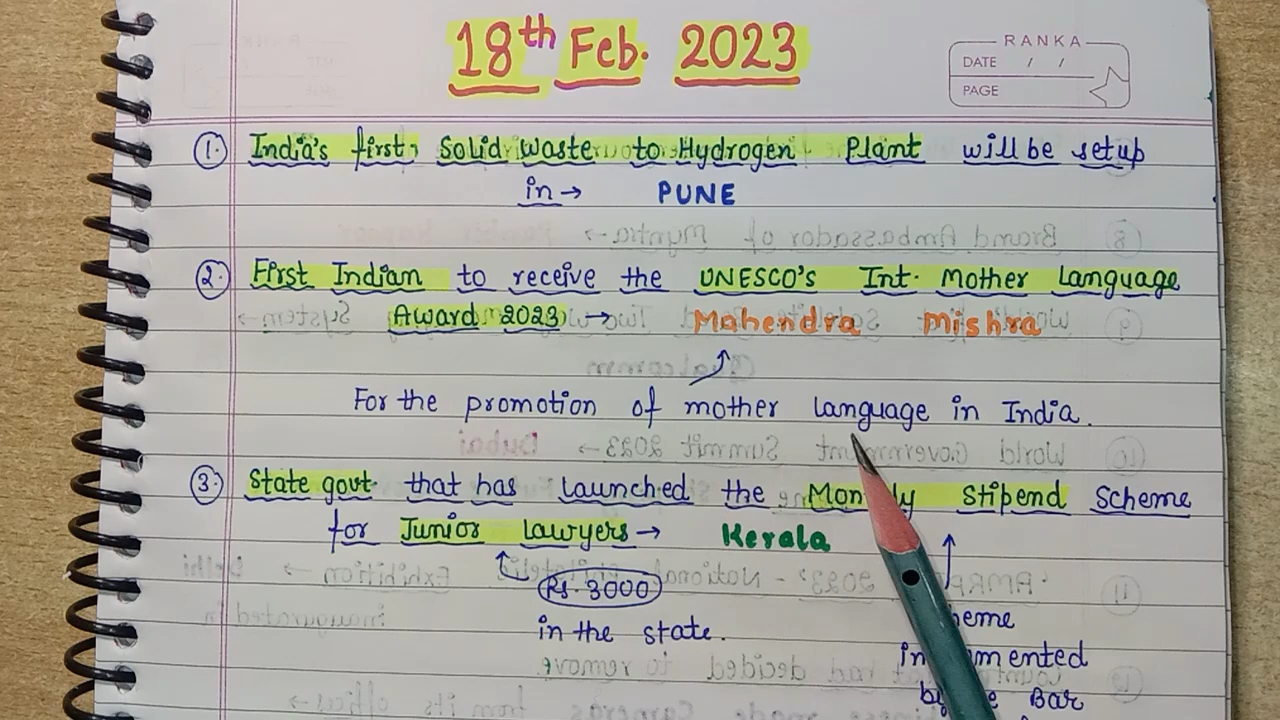 18th Feb. 2023
RANKA
DATE / /
PAGE
1. India's first, Solid Waste to Hydrogen Plant will be setup
in → PUNE
2. First Indian to receive the UNESCO's Int. Mother Language
Award 2023 → Mahendra Mishra
For the promotion of mother language in India.
3. State govt. that has launched the Stipend Scheme
for Junior Lawyers → Kerala
Rs. 3000
in the state.
by Bar